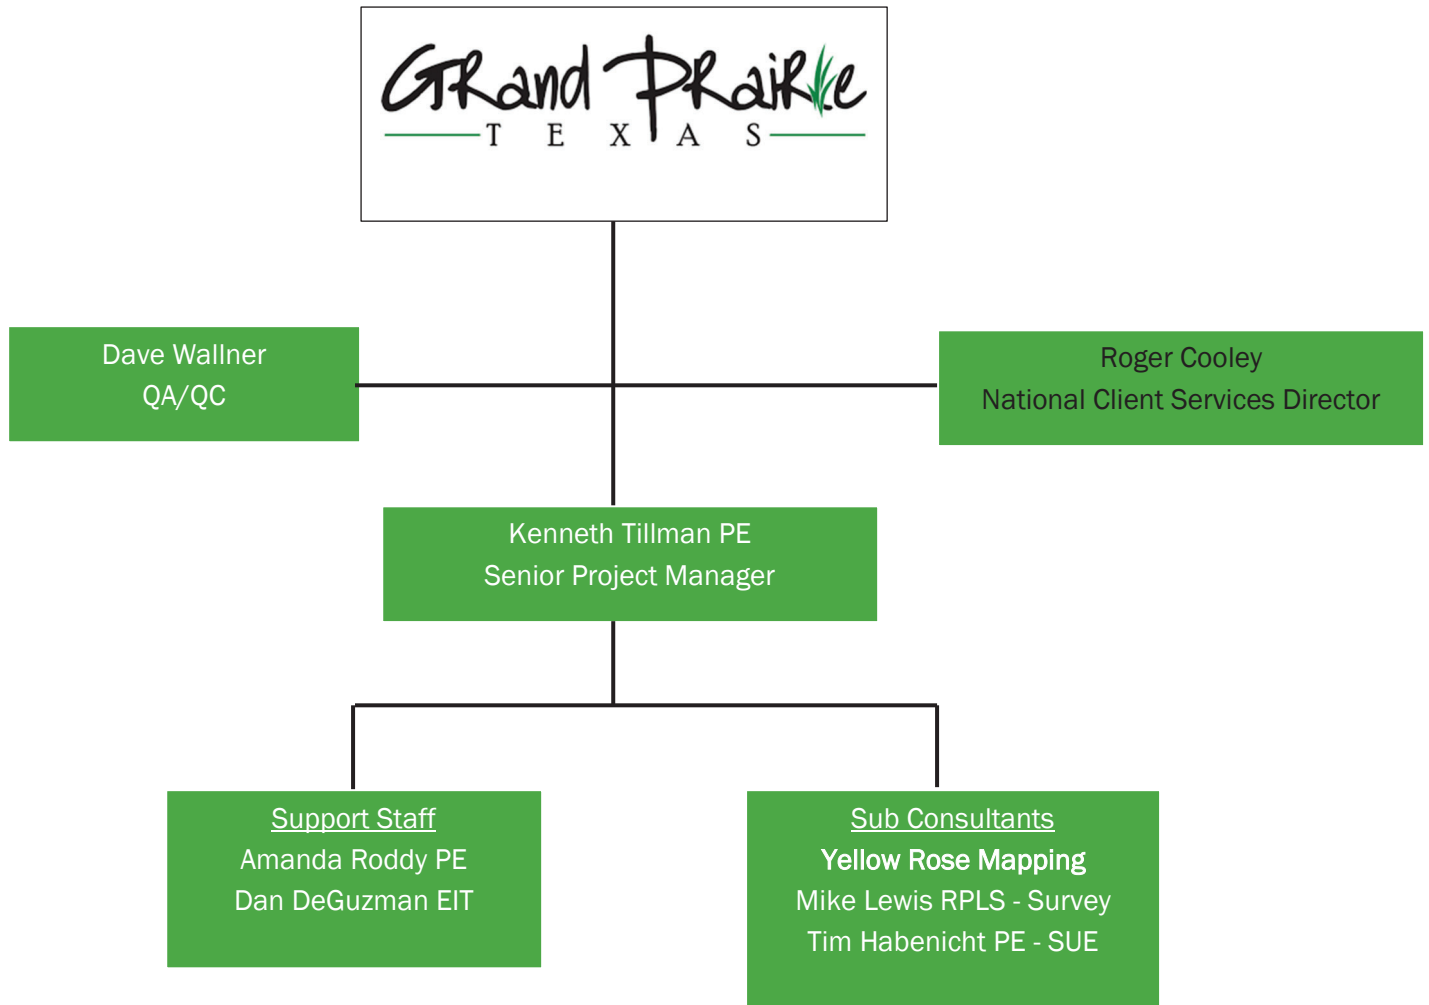 GRand PRaiRie
TEXAS
Dave Wallner
QA/QC
Roger Cooley
National Client Services Director
Kenneth Tillman PE
Senior Project Manager
Support Staff
Amanda Roddy PE
Dan DeGuzman EIT
Sub Consultants
Yellow Rose Mapping
Mike Lewis RPLS - Survey
Tim Habenicht PE - SUE